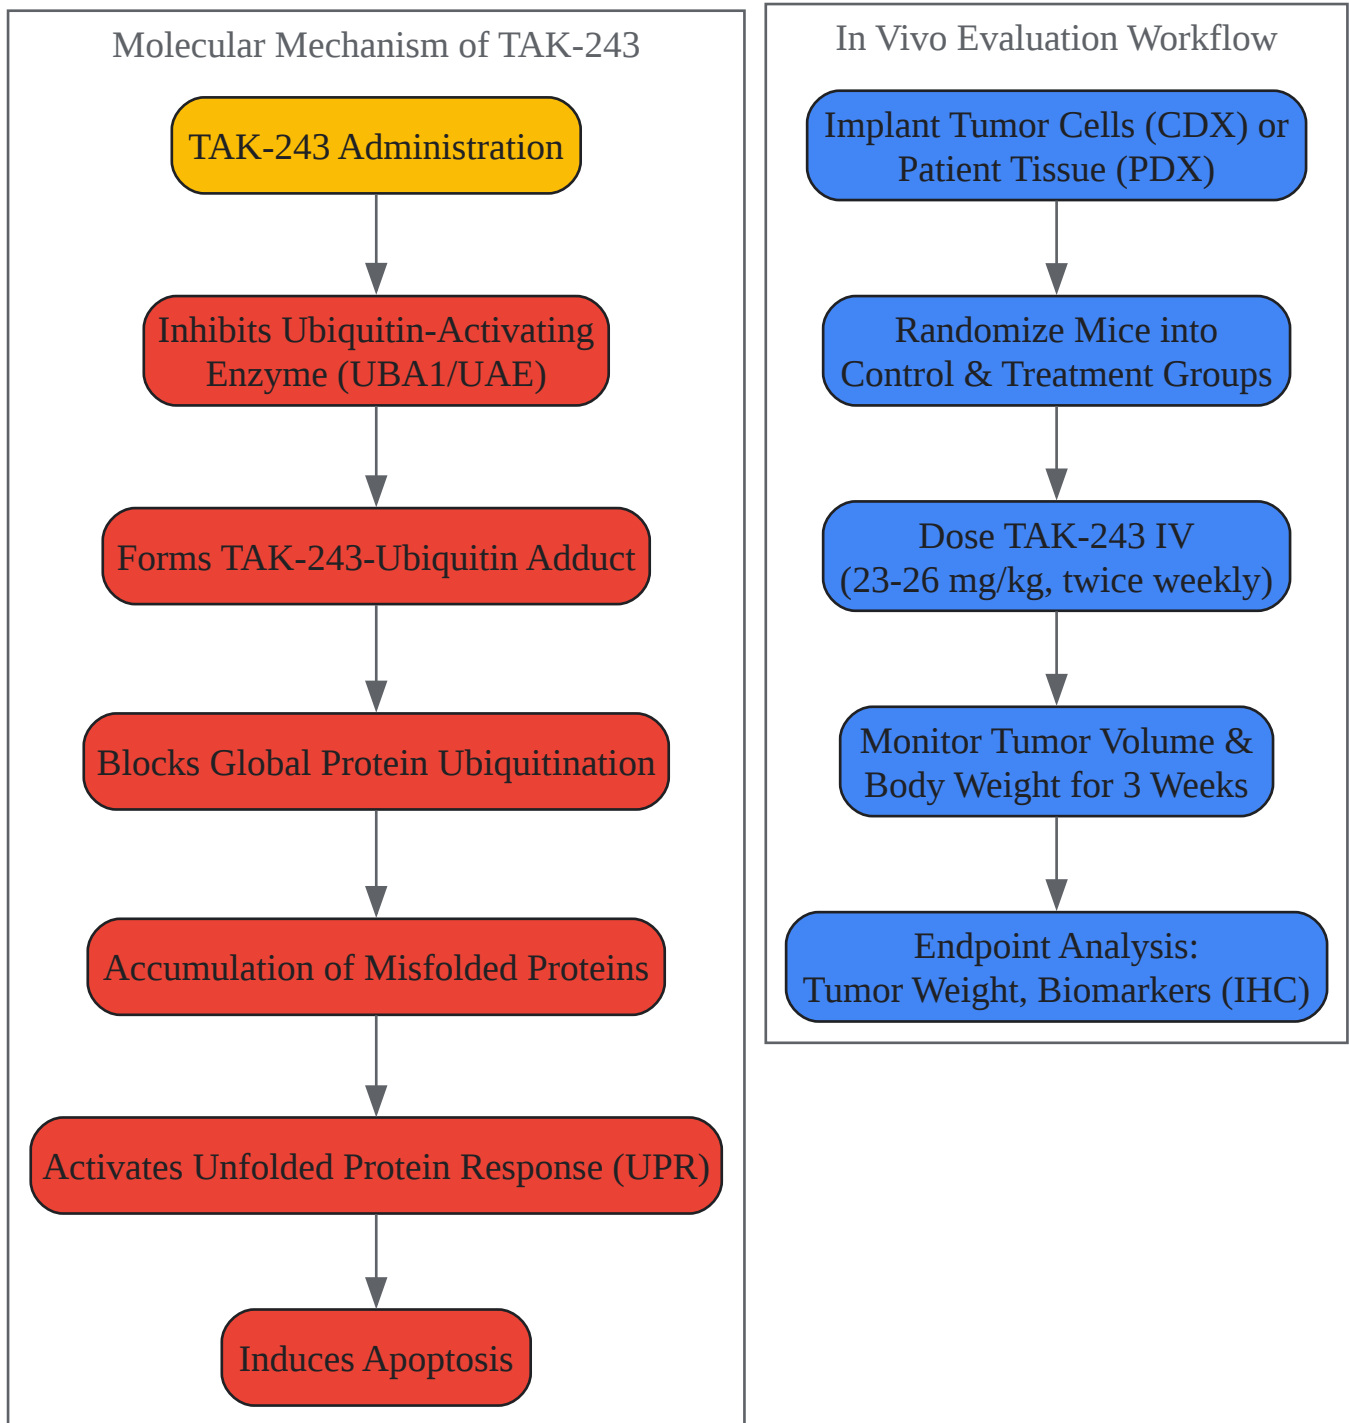 Molecular Mechanism of TAK-243
TAK-243 Administration
Inhibits Ubiquitin-Activating
Enzyme (UBA1/UAE)
Forms TAK-243-Ubiquitin Adduct
Blocks Global Protein Ubiquitination
Accumulation of Misfolded Proteins
Activates Unfolded Protein Response (UPR)
Induces Apoptosis
In Vivo Evaluation Workflow
Implant Tumor Cells (CDX) or
Patient Tissue (PDX)
Randomize Mice into
Control & Treatment Groups
Dose TAK-243 IV
(23-26 mg/kg, twice weekly)
Monitor Tumor Volume &
Body Weight for 3 Weeks
Endpoint Analysis:
Tumor Weight, Biomarkers (IHC)